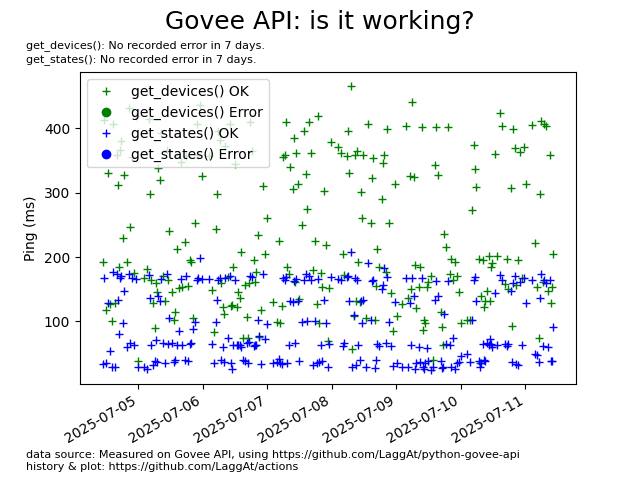 Govee API: is it working?
get_devices(): No recorded error in 7 days.
get_states(): No recorded error in 7 days.
get_devices() OK
get_devices() Error
get_states() OK
get_states() Error
Ping (ms)
400
300
200
100
2025-07-05
2025-07-06
2025-07-07
2025-07-08
2025-07-09
2025-07-10
2025-07-11
data source: Measured on Govee API, using https://github.com/LaggAt/python-govee-api
history & plot: https://github.com/LaggAt/actions